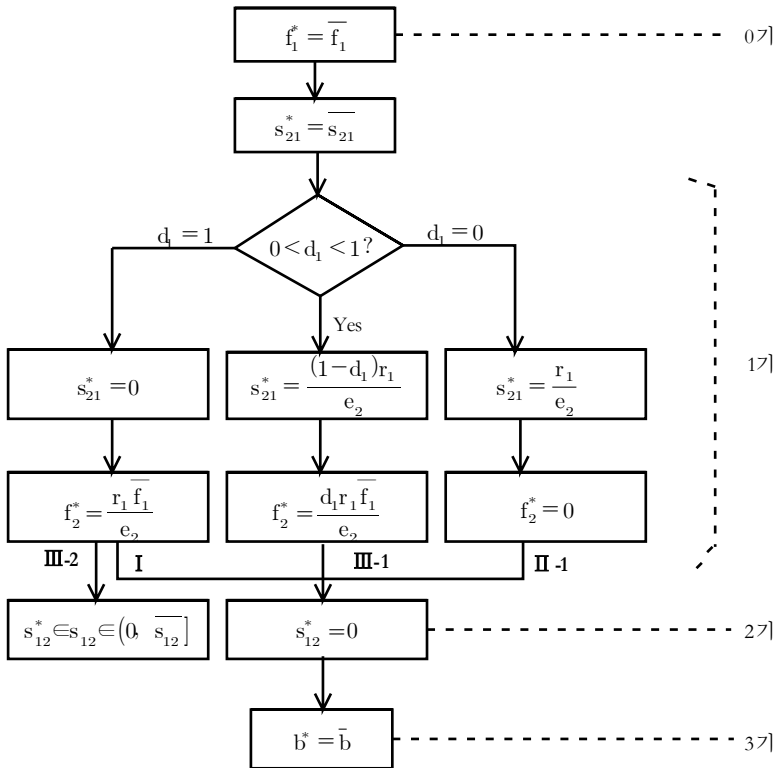 f₁* = f̅₁̅
0기
s₂₁* = s̅₂₁̅
d₁ = 1
0 < d₁ < 1 ?
d₁ = 0
Yes
1기
s₂₁* = 0
s₂₁* = (1−d₁)r₁ / e₂
s₂₁* = r₁ / e₂
f₂* = r₁ f̅₁̅ / e₂
f₂* = d₁r₁ f̅₁̅ / e₂
f₂* = 0
Ⅲ-2
Ⅰ
Ⅲ-1
Ⅱ-1
s₁₂* ∈ s₁₂ ∈ (0, s̅₁₂̅]
s₁₂* = 0
2기
b* = b̅
3기